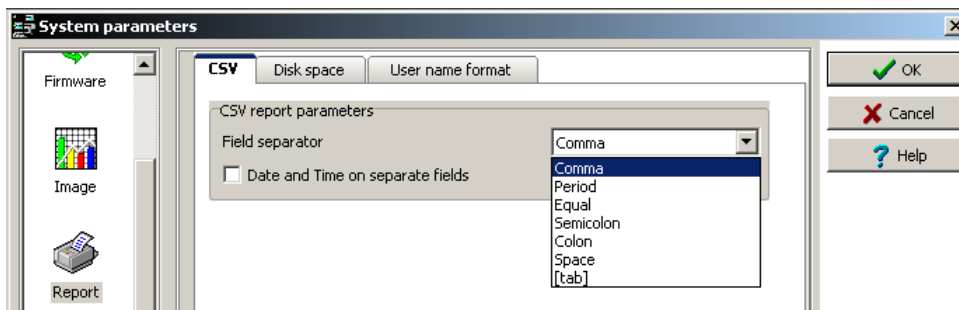 System parameters
Firmware
Image
Report
CSV Disk space User name format
CSV report parameters
Field separator Comma
Comma
Period
Equal
Semicolon
Colon
Space
[tab]
Date and Time on separate fields
OK
Cancel
Help